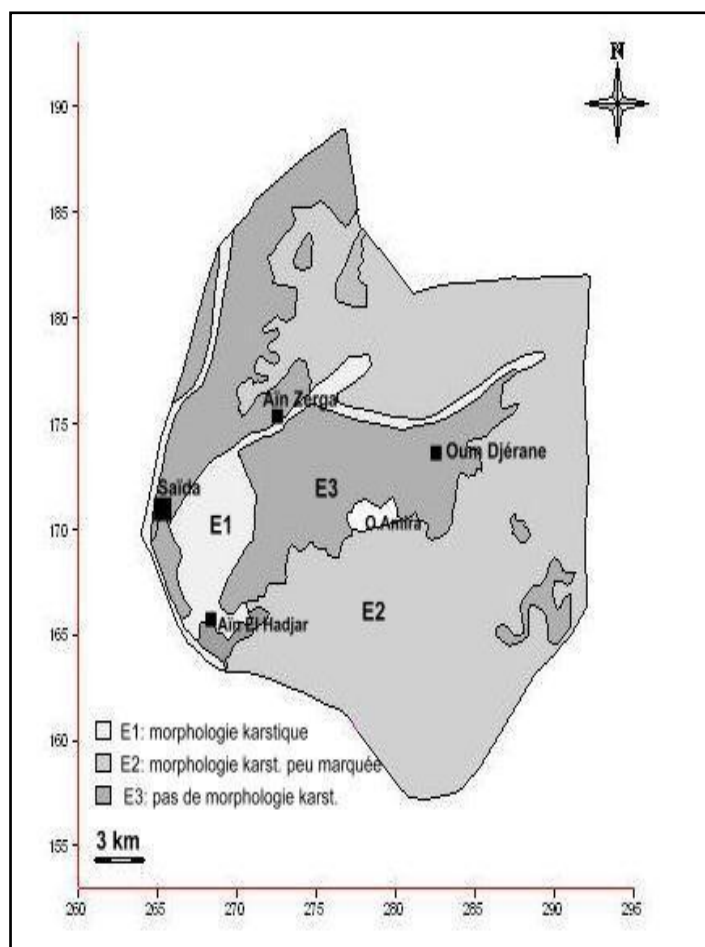 N
190
185
180
175
170
165
160
155
Aïn Zerga
Oum Djérane
Saïda
E3
E1
O.Amira
E2
Aïn El Hadjar
E1: morphologie karstique
E2: morphologie karst. peu marquée
E3: pas de morphologie karst.
3 km
260 265 270 275 280 285 290 295